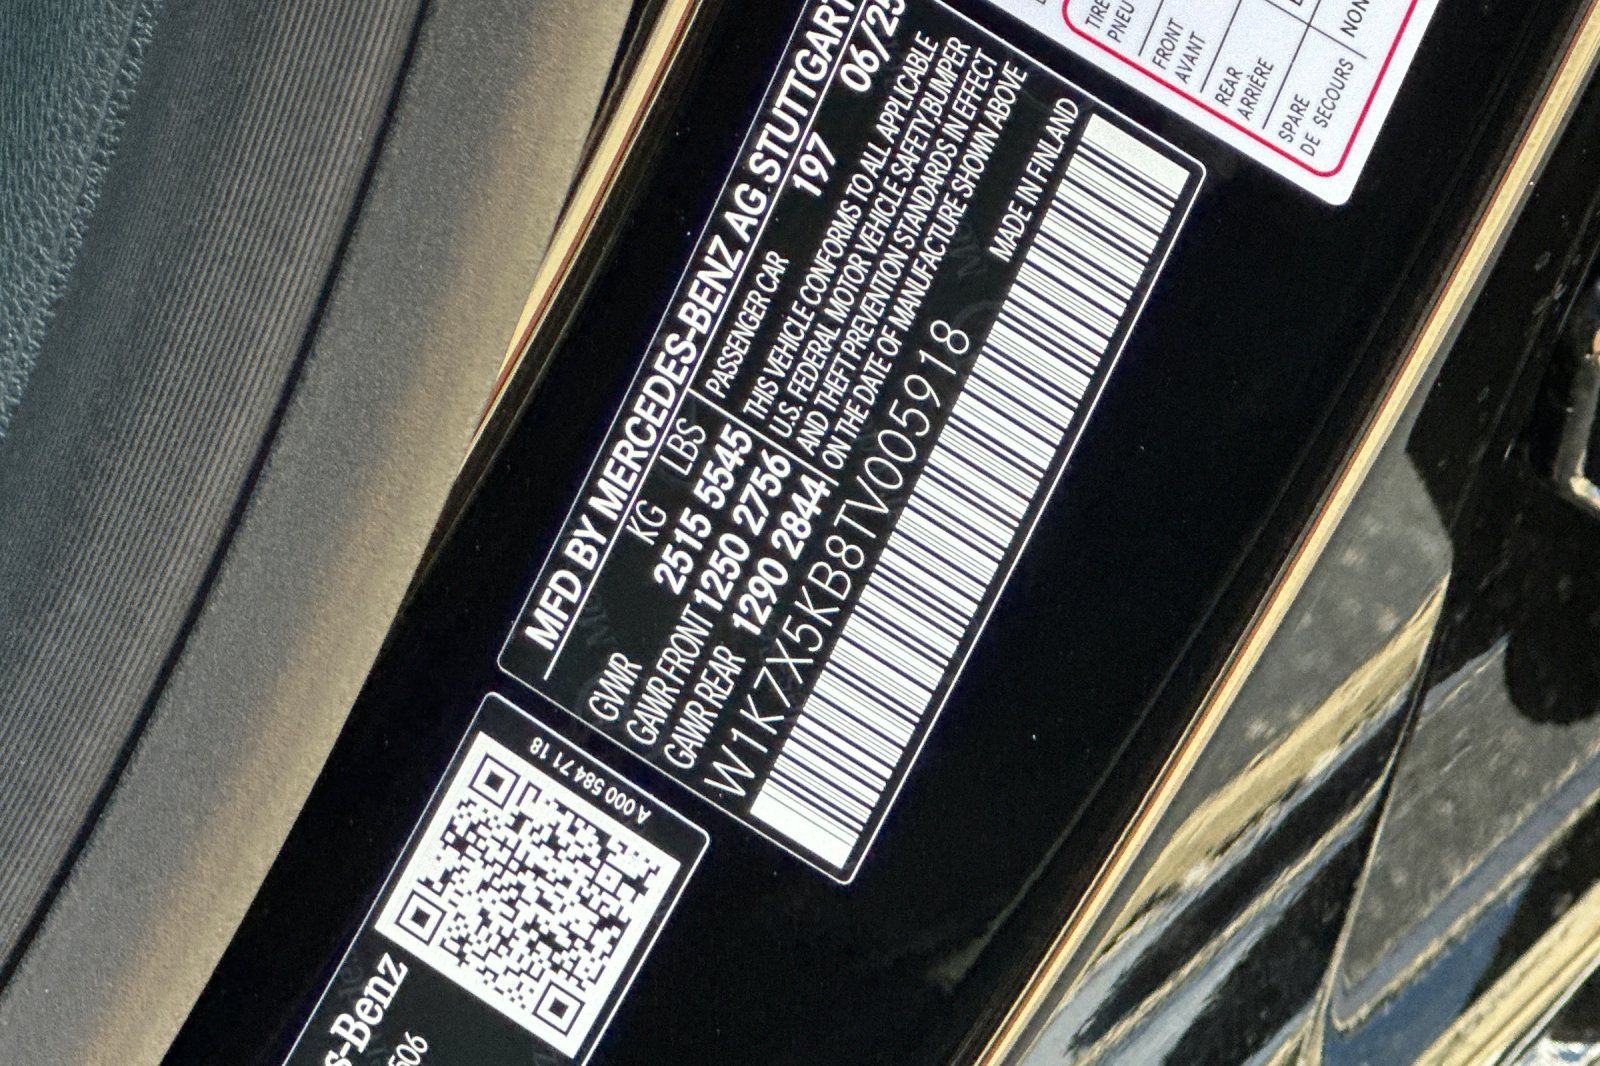 MFD BY MERCEDES-BENZ AG STUTTGART
KG LBS
PASSENGER CAR 197 06/25
GVWR 2515 5545
GAWR FRONT 1250 2756
GAWR REAR 1290 2844
THIS VEHICLE CONFORMS TO ALL APPLICABLE
U.S. FEDERAL MOTOR VEHICLE SAFETY,BUMPER
AND THEFT PREVENTION STANDARDS IN EFFECT
ON THE DATE OF MANUFACTURE SHOWN ABOVE
MADE IN FINLAND
W1KZX5KB8TV005918
A 000 584 71 18
s-Benz
506
TIRE
PNEU
FRONT
AVANT
REAR
ARRIÈRE
SPARE
DE SECOURS
NON